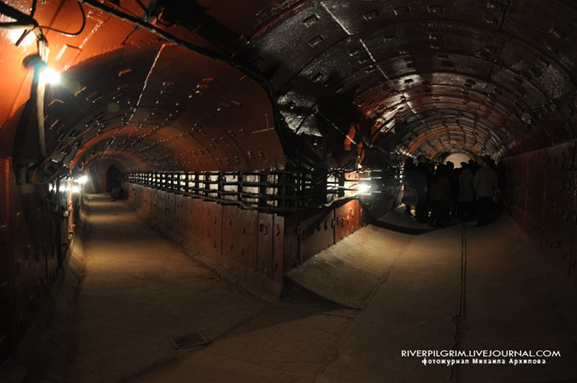 RIVERPILGRIM.LIVEJOURNAL.COM
фотожурнал Михаила Архипова